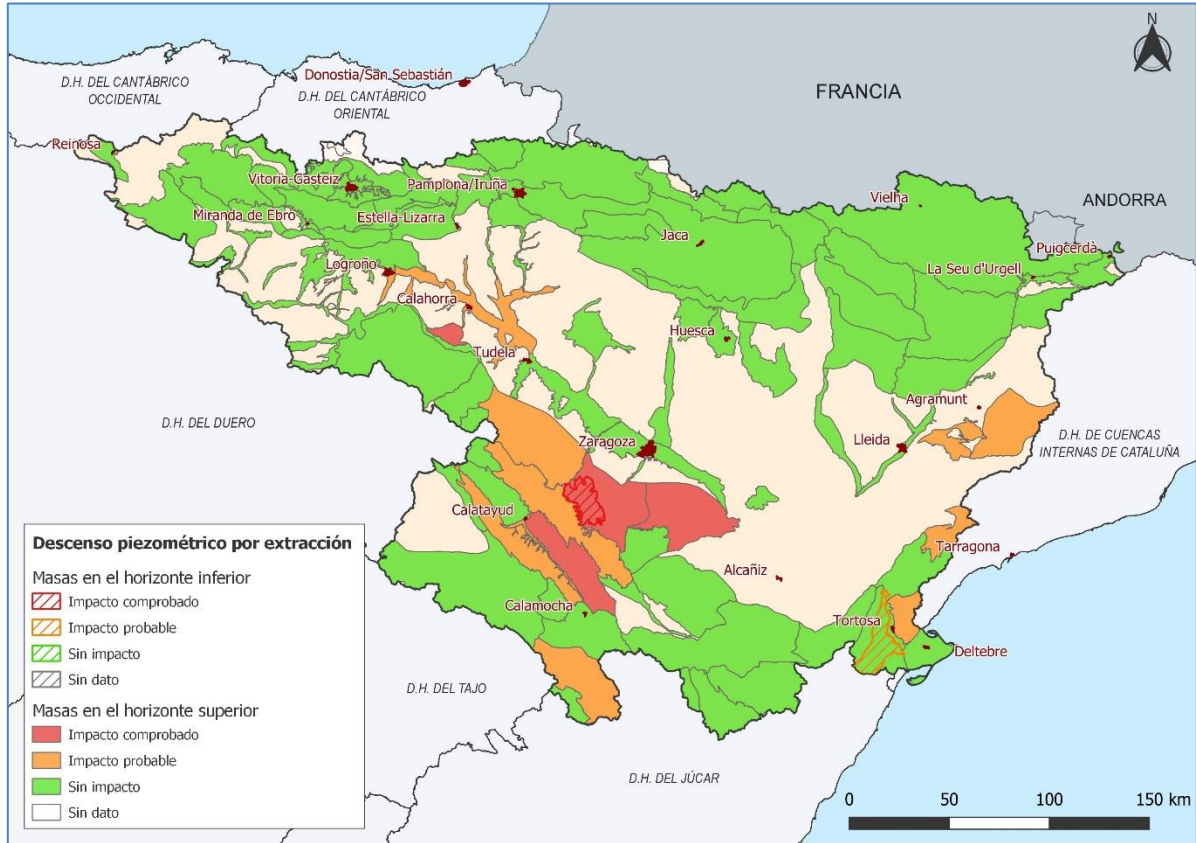 N
D.H. DEL CANTÁBRICO
OCCIDENTAL
Donostia/San Sebastián
D.H. DEL CANTÁBRICO
ORIENTAL
FRANCIA
Reinosa
Vitoria-Gasteiz
Pamplona/Iruña
Vielha
ANDORRA
Miranda de Ebro
Estella-Lizarra
Jaca
Puigcerdà
La Seu d'Urgell
Logroño
Calahorra
Huesca
Tudela
Agramunt
D.H. DEL DUERO
Zaragoza
Lleida
D.H. DE CUENCAS
INTERNAS DE CATALUÑA
Calatayud
Tarragona
Alcañiz
Calamocha
Tortosa
Deltebre
D.H. DEL TAJO
D.H. DEL JÚCAR
Descenso piezométrico por extracción
Masas en el horizonte inferior
Impacto comprobado
Impacto probable
Sin impacto
Sin dato
Masas en el horizonte superior
Impacto comprobado
Impacto probable
Sin impacto
Sin dato
0 50 100 150 km